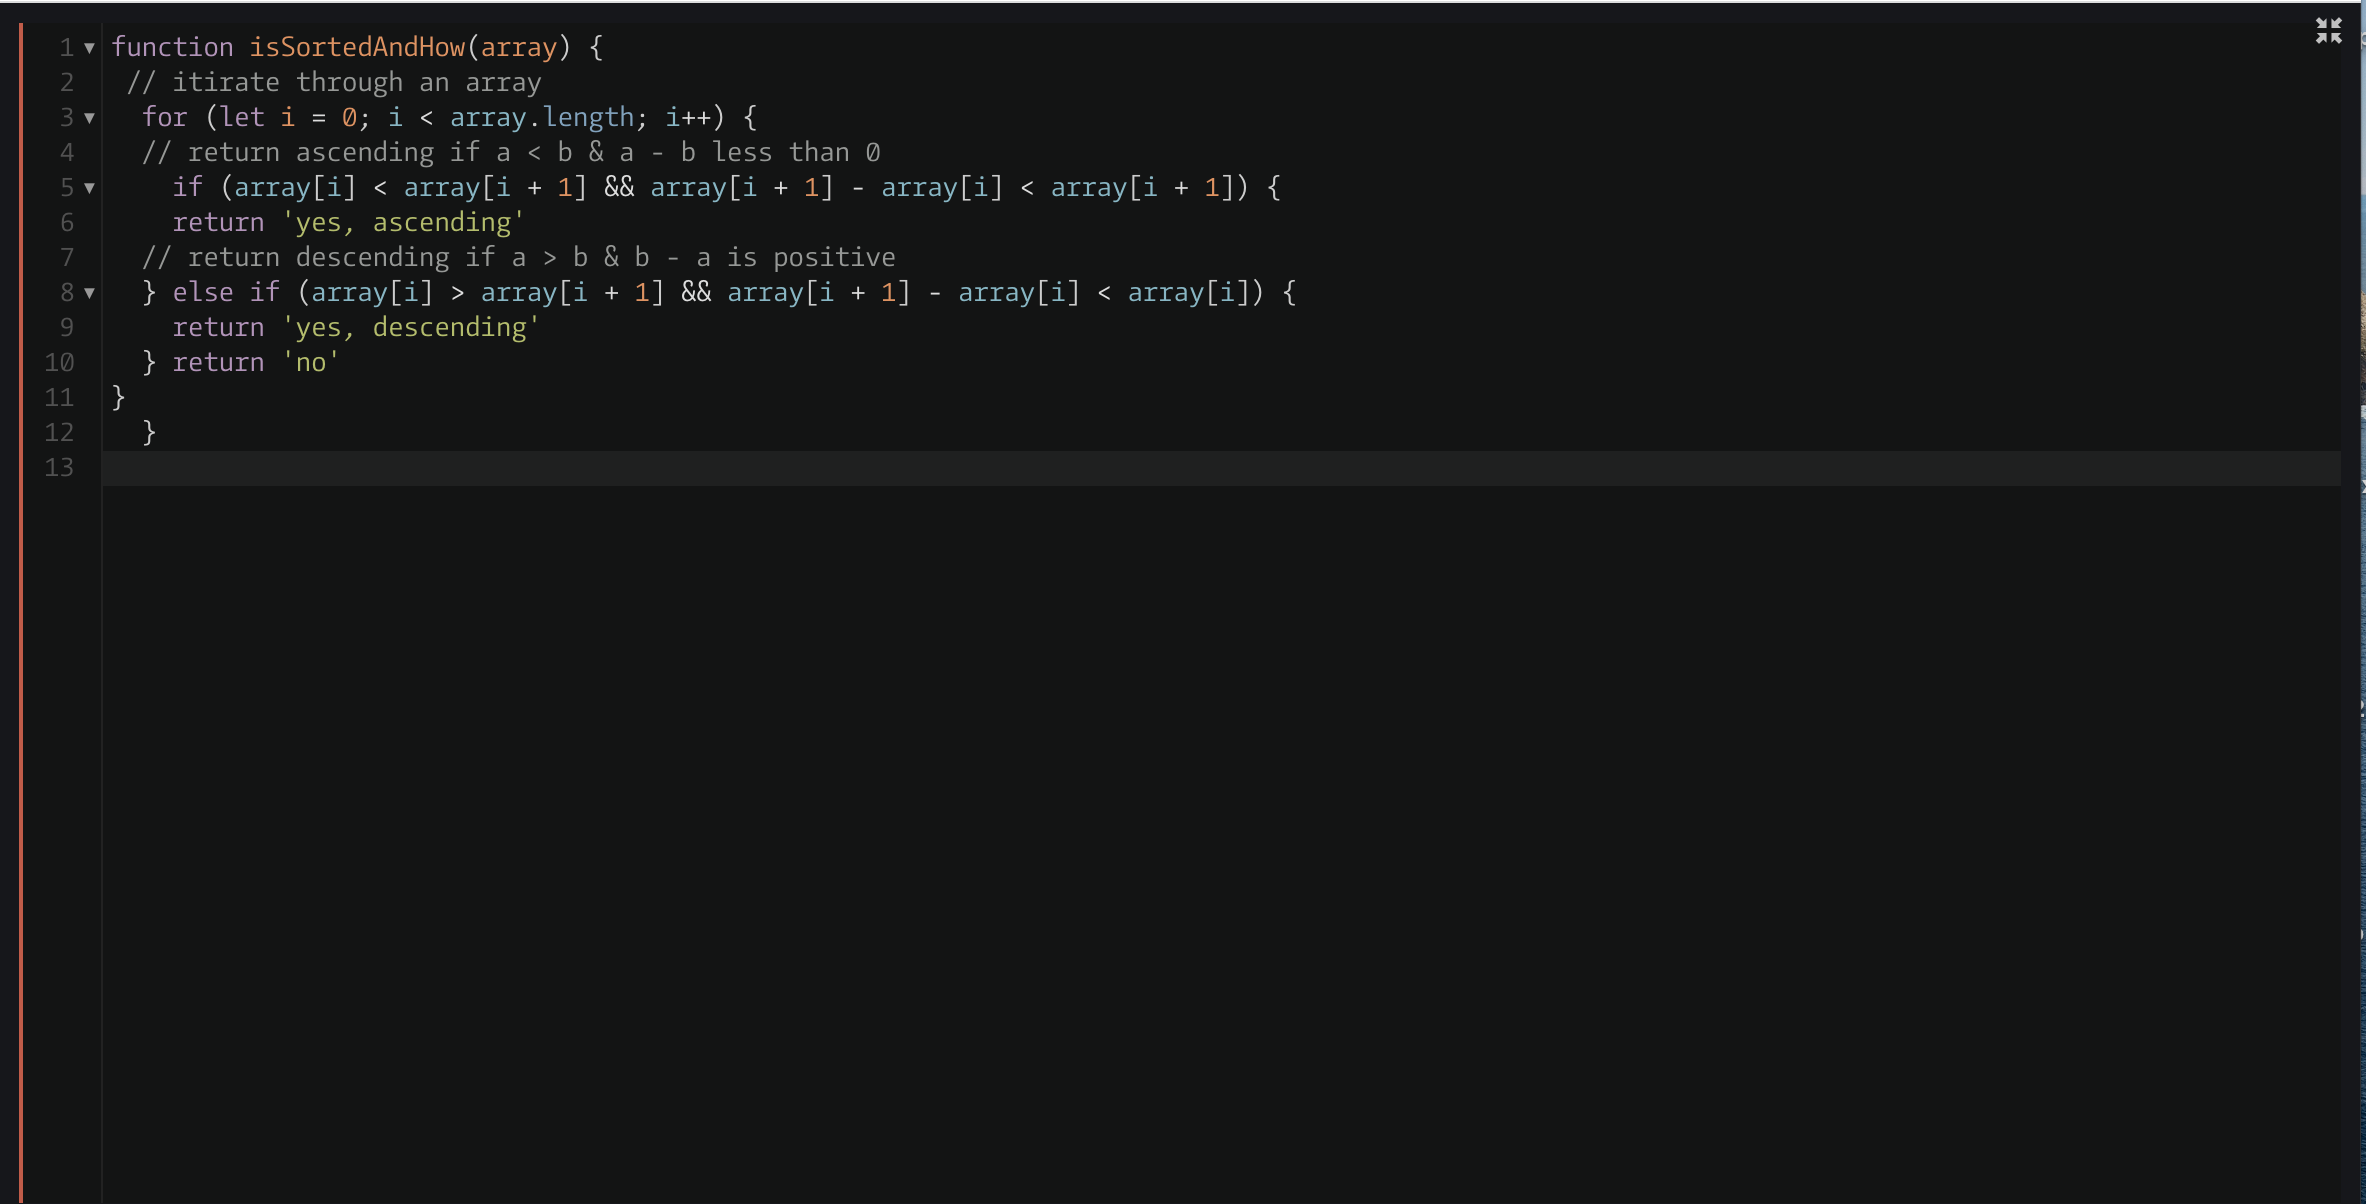 1 function isSortedAndHow(array) {
2 // itirate through an array
3 for (let i = 0; i < array.length; i++) {
4 // return ascending if a < b & a - b less than 0
5 if (array[i] < array[i + 1] && array[i + 1] - array[i] < array[i + 1]) {
6 return 'yes, ascending'
7 // return descending if a > b & b - a is positive
8 } else if (array[i] > array[i + 1] && array[i + 1] - array[i] < array[i]) {
9 return 'yes, descending'
10 } return 'no'
11 }
12 }
13